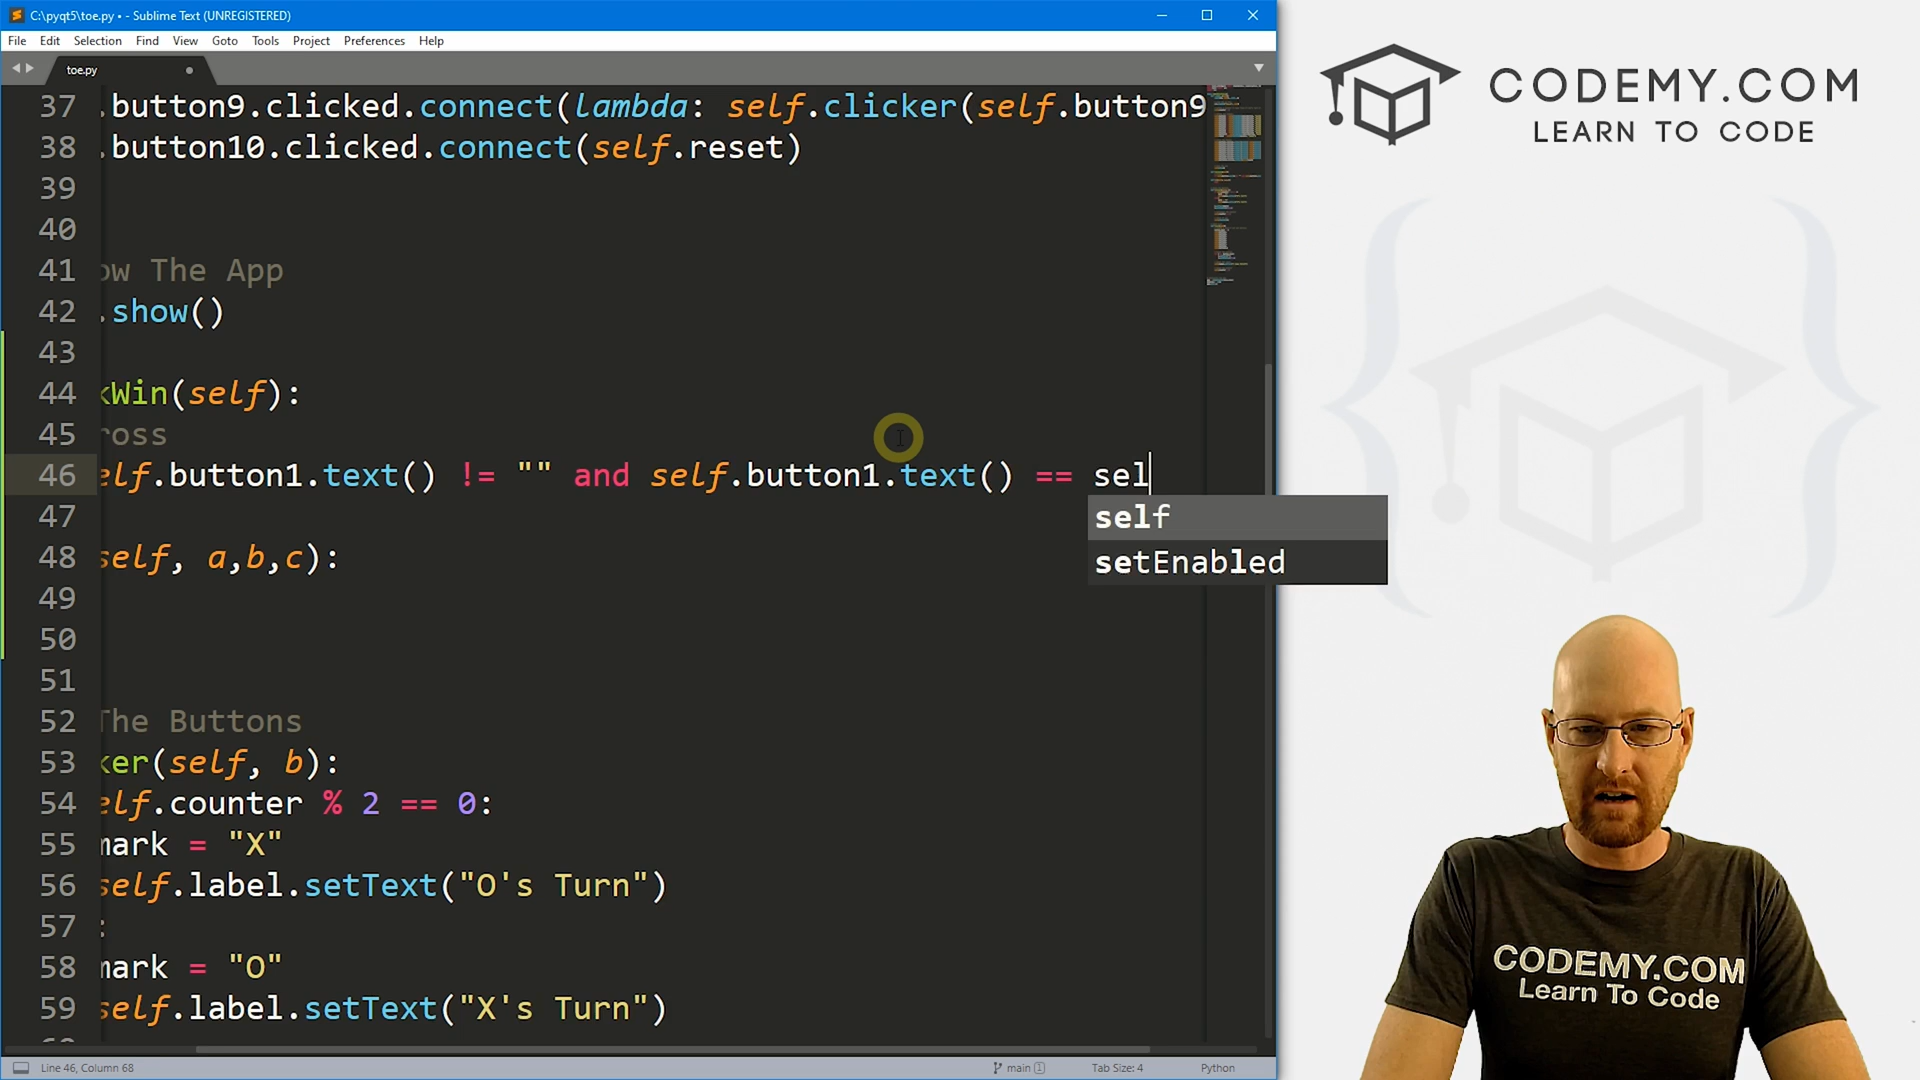 C:\pyqt5\toe.py • - Sublime Text (UNREGISTERED)
File Edit Selection Find View Goto Tools Project Preferences Help
toe.py
37 .button9.clicked.connect(lambda: self.clicker(self.button9
38 .button10.clicked.connect(self.reset)
39
40
41 ow The App
42 .show()
43
44 kWin(self):
45 ross
46 elf.button1.text() != "" and self.button1.text() == sel
47
48 self, a,b,c):
49
50
51
52 The Buttons
53 ker(self, b):
54 elf.counter % 2 == 0:
55 mark = "X"
56 self.label.setText("O's Turn")
57 :
58 mark = "O"
59 self.label.setText("X's Turn")
self
setEnabled
Line 46, Column 68
main 1
Tab Size: 4
Python
CODEMY.COM
LEARN TO CODE
CODEMY.COM
Learn To Code